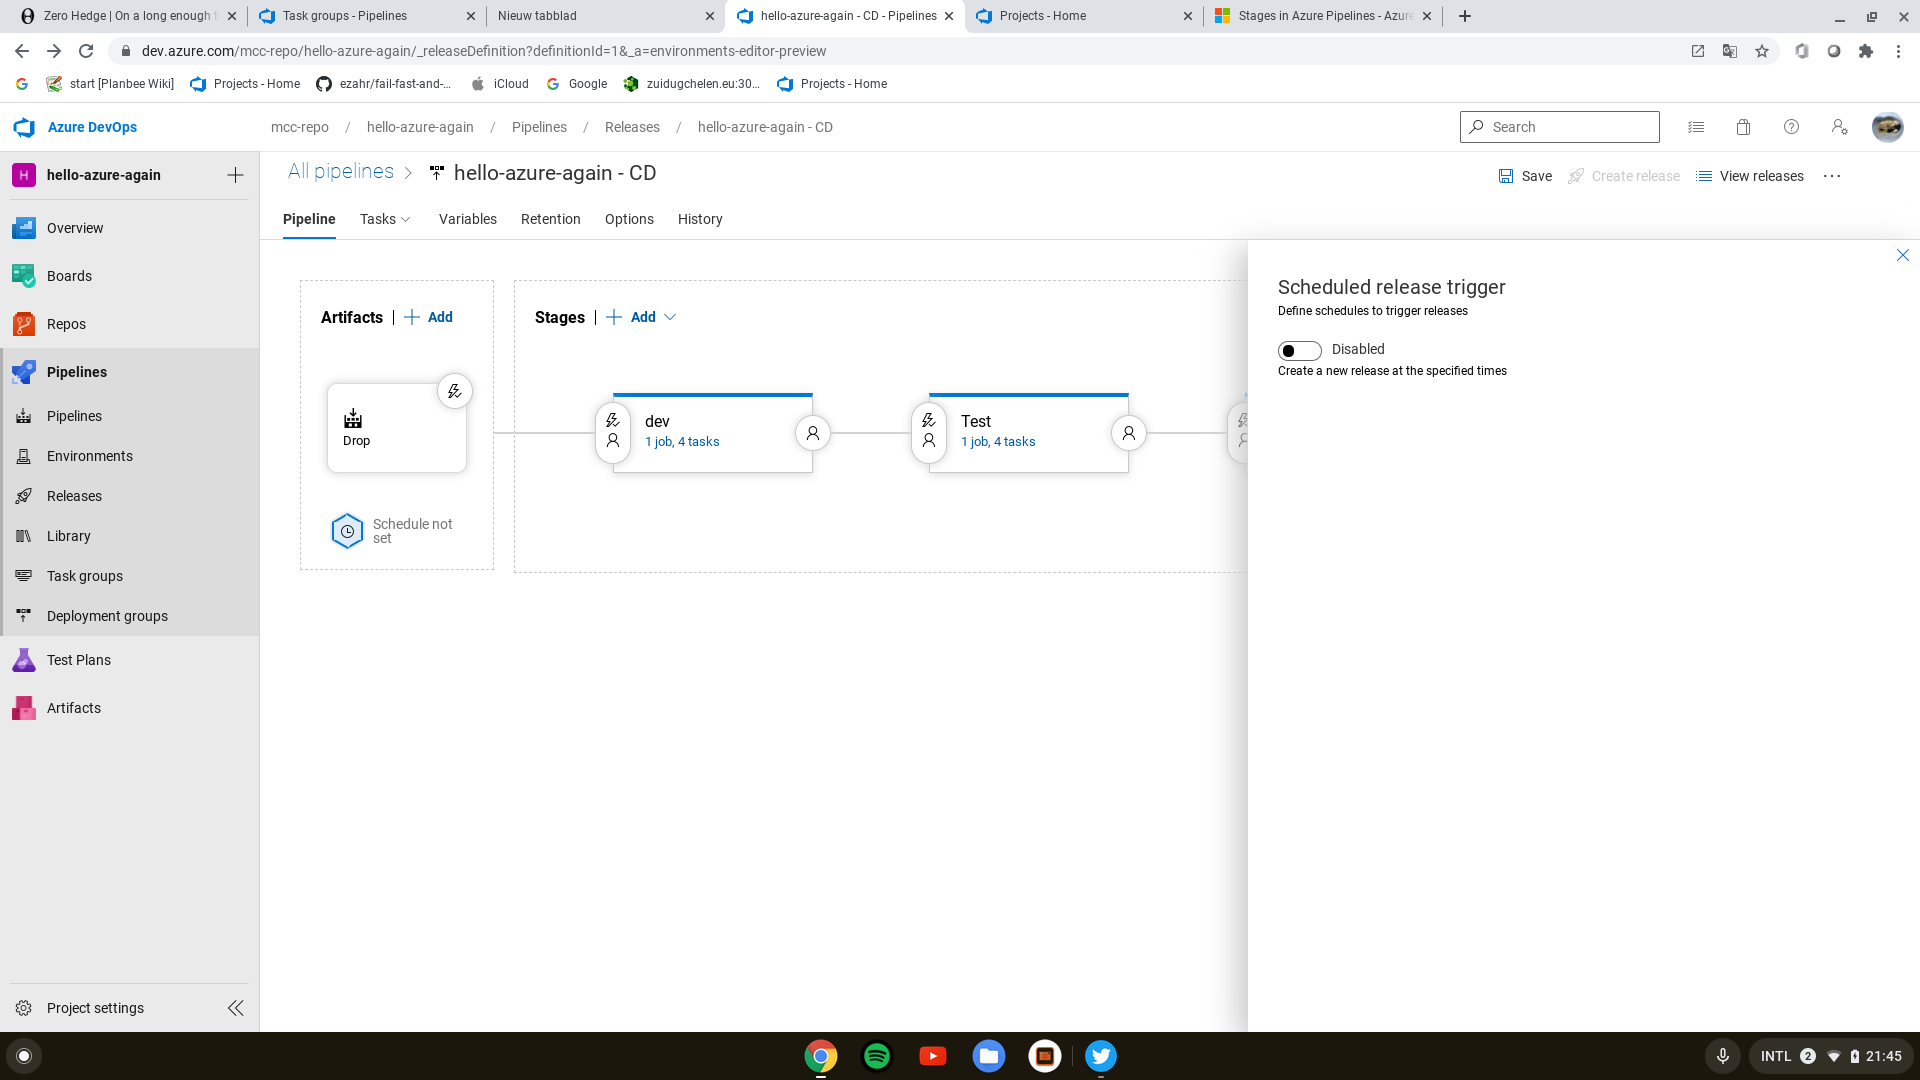 Zero Hedge | On a long enough t
Task groups - Pipelines
Nieuw tabblad
hello-azure-again - CD - Pipelines
Projects - Home
Stages in Azure Pipelines - Azure
dev.azure.com/mcc-repo/hello-azure-again/_releaseDefinition?definitionId=1&_a=environments-editor-preview
start [Planbee Wiki]
Projects - Home
ezahr/fail-fast-and-...
iCloud
Google
zuidugchelen.eu:30...
Projects - Home
Azure DevOps
mcc-repo / hello-azure-again / Pipelines / Releases / hello-azure-again - CD
Search
H
hello-azure-again
Overview
Boards
Repos
Pipelines
Pipelines
Environments
Releases
Library
Task groups
Deployment groups
Test Plans
Artifacts
Project settings
All pipelines
hello-azure-again - CD
Save
Create release
View releases
Pipeline
Tasks
Variables
Retention
Options
History
Artifacts | Add
Drop
Schedule not
set
Stages | Add
dev
1 job, 4 tasks
Test
1 job, 4 tasks
Scheduled release trigger
Define schedules to trigger releases
Disabled
Create a new release at the specified times
INTL
2
21:45